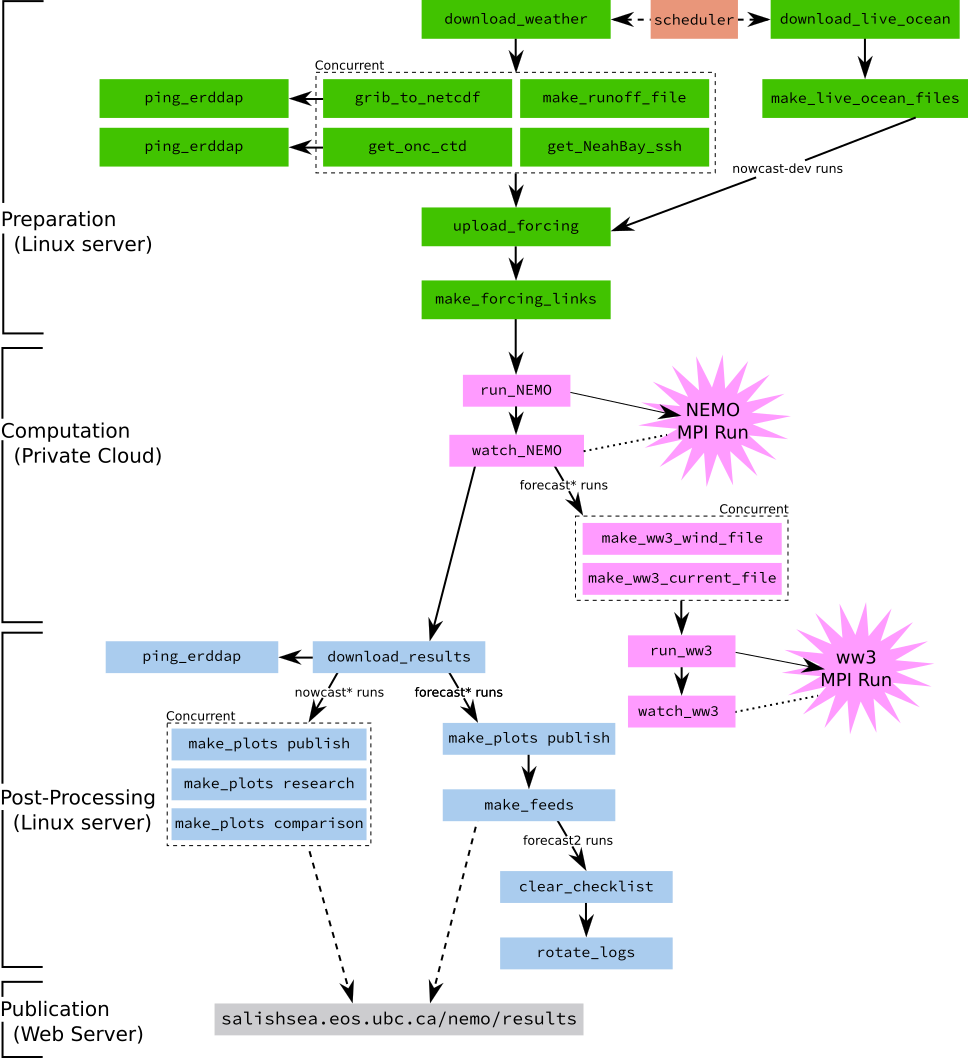 download_weather
scheduler
download_live_ocean
Concurrent
ping_erddap
grib_to_netcdf
make_runoff_file
make_live_ocean_files
ping_erddap
get_onc_ctd
get_NeahBay_ssh
nowcast-dev runs
Preparation
(Linux server)
upload_forcing
make_forcing_links
run_NEMO
NEMO
MPI Run
Computation
(Private Cloud)
watch_NEMO
forecast* runs
Concurrent
make_ww3_wind_file
make_ww3_current_file
run_ww3
ww3
MPI Run
watch_ww3
ping_erddap
download_results
nowcast* runs
forecast* runs
Concurrent
make_plots publish
make_plots research
make_plots comparison
make_plots publish
make_feeds
Post-Processing
(Linux server)
forecast2 runs
clear_checklist
rotate_logs
Publication
(Web Server)
salishsea.eos.ubc.ca/nemo/results